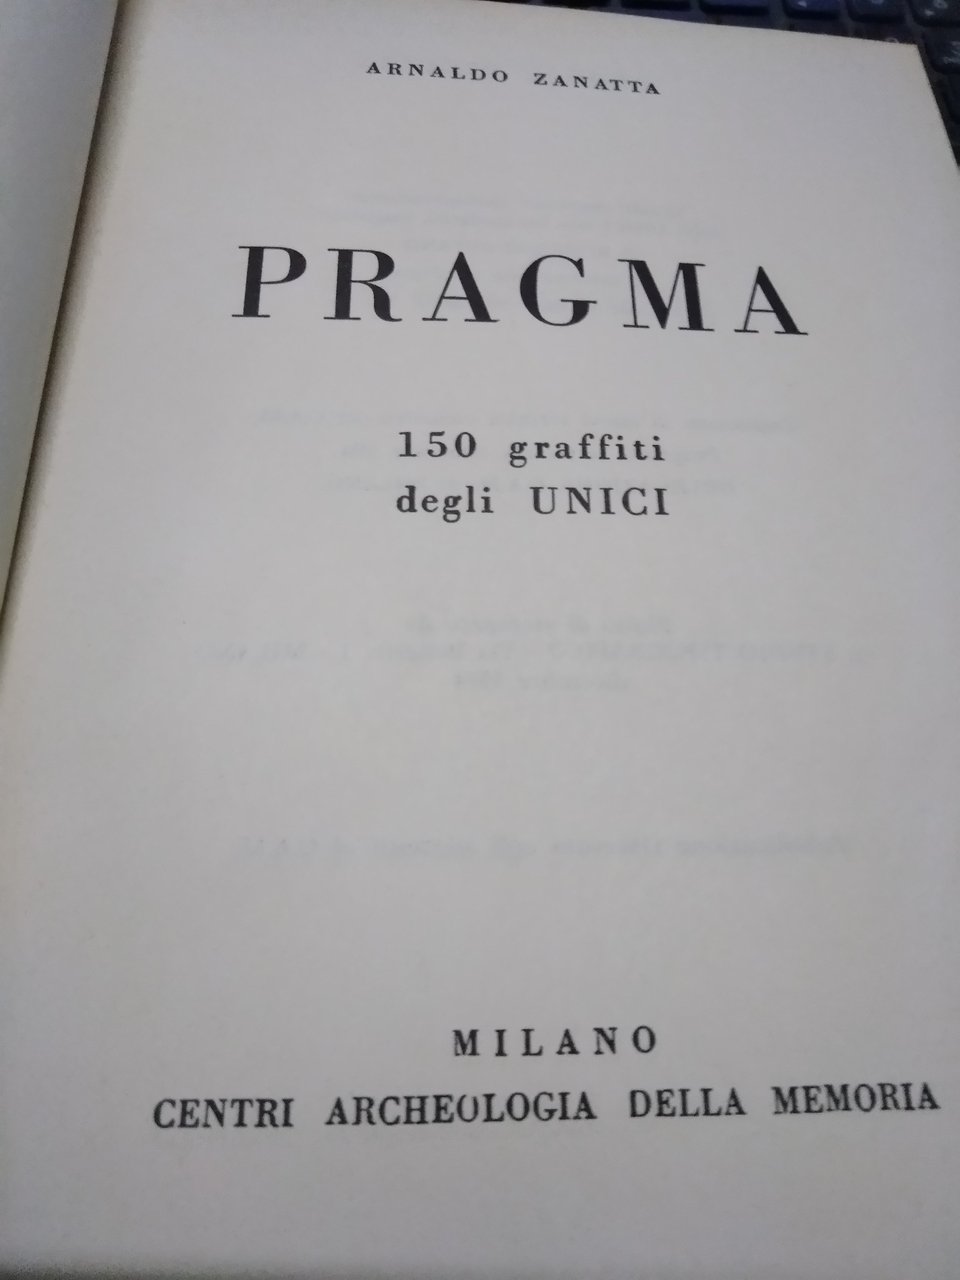 ARNALDO ZANATTA
PRAGMA
150 graffiti
degli UNICI
MILANO
CENTRI ARCHEOLOGIA DELLA MEMORIA